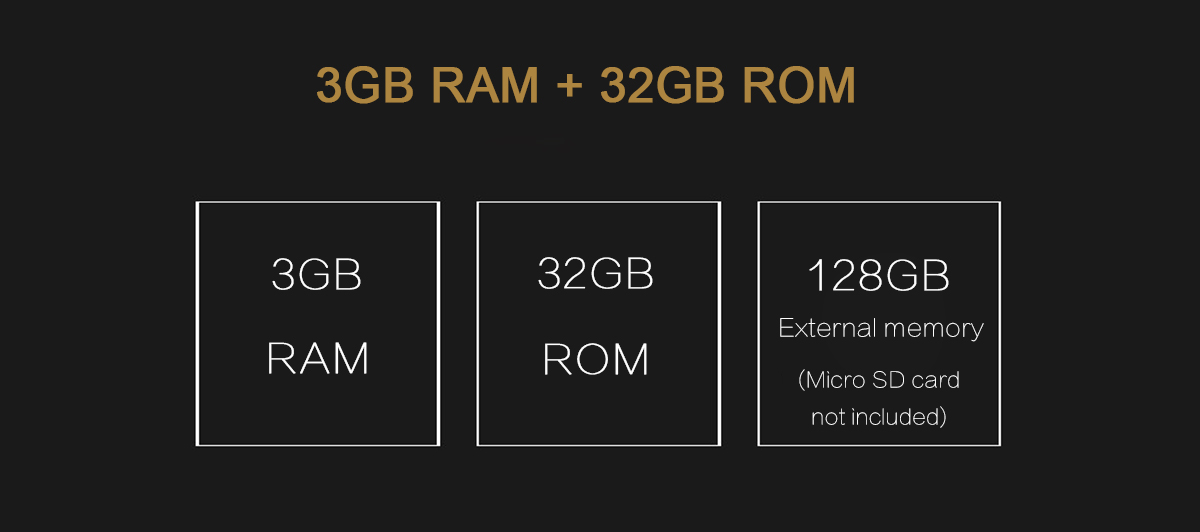 3GB RAM + 32GB ROM
3GB
RAM
32GB
ROM
128GB
External memory
(Micro SD card
not included)